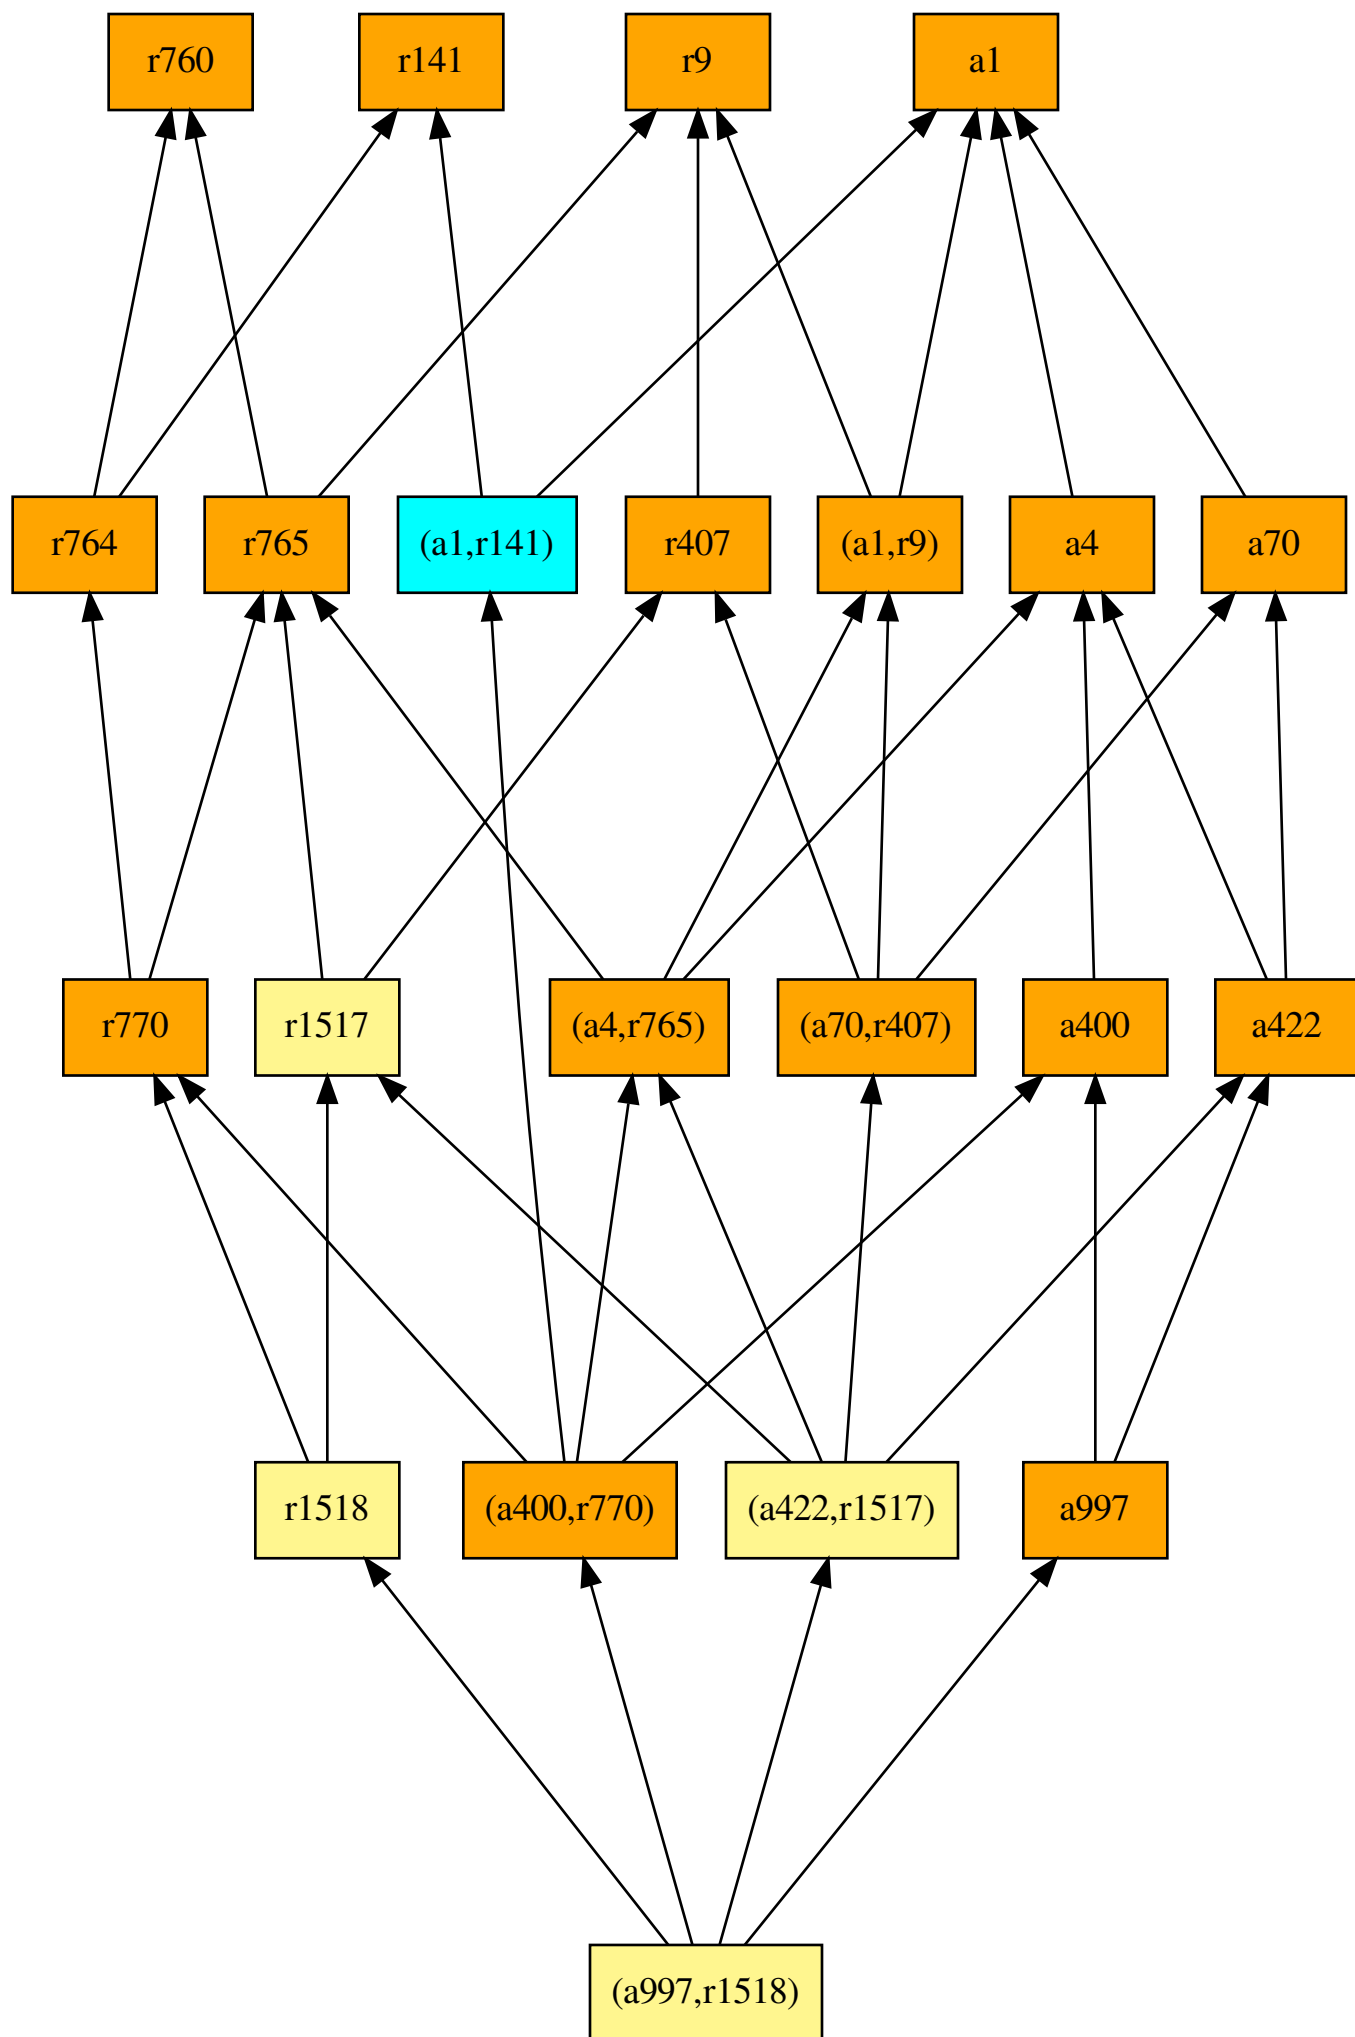 r760
r141
r9
a1
r764
r765
(a1,r141)
r407
(a1,r9)
a4
a70
r770
r1517
(a4,r765)
(a70,r407)
a400
a422
r1518
(a400,r770)
(a422,r1517)
a997
(a997,r1518)